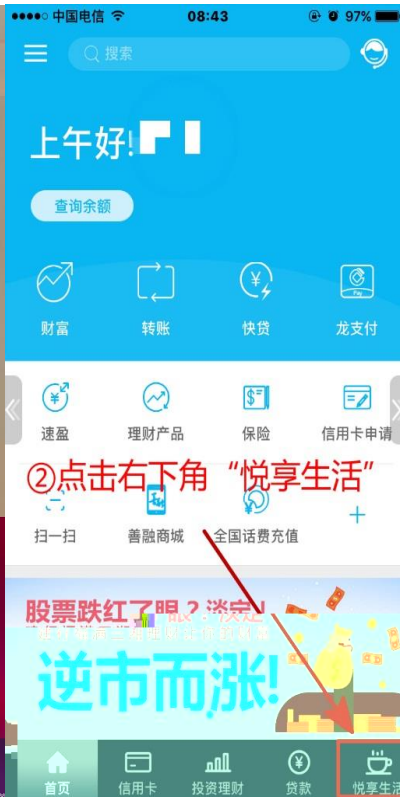 中国电信 08:43 97%
搜索
上午好!
查询余额
财富 转账 快贷 龙支付
速盈 理财产品 保险 信用卡申请
②点击右下角“悦享生活”
扫一扫 善融商城 全国话费充值
股票跌红了眼?淡定!
逆市而涨!
首页 信用卡 投资理财 贷款 悦享生活